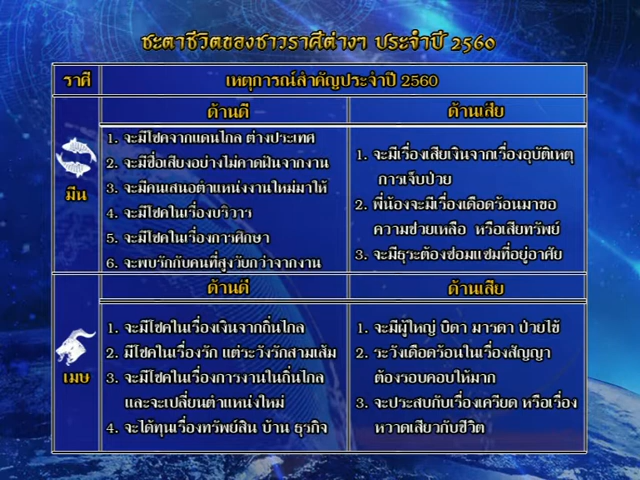 ชะตาชีวิตของชาวราศีต่างๆ ประจำปี 2560
ราศี
เหตุการณ์สำคัญประจำปี 2560
ด้านดี
ด้านเสีย
มีน
1. จะมีโชคจากแดนไกล ต่างประเทศ
2. จะมีชื่อเสียงอย่างไม่คาดฝันจากงาน
3. จะมีคนเสนอตำแหน่งงานใหม่มาให้
4. จะมีโชคในเรื่องบริวาร
5. จะมีโชคในเรื่องการศึกษา
6. จะพบรักกับคนที่สูงวัยกว่าจากงาน
1. จะมีเรื่องเสียเงินจากเรื่องอุบัติเหตุ
การเจ็บป่วย
2. พี่น้องจะมีเรื่องเดือดร้อนมาขอ
ความช่วยเหลือ หรือเสียทรัพย์
3. จะมีธุระต้องซ่อมแซมที่อยู่อาศัย
ด้านดี
ด้านเสีย
เมษ
1. จะมีโชคในเรื่องเงินจากถิ่นไกล
2. มีโชคในเรื่องรัก แต่ระวังรักสามเส้า
3. จะมีโชคในเรื่องการงานในถิ่นไกล
และจะเปลี่ยนตำแหน่งใหม่
4. จะได้ทุนเรื่องทรัพย์สิน บ้าน ธุรกิจ
1. จะมีผู้ใหญ่ บิดา มารดา ป่วยไข้
2. ระวังเดือดร้อนในเรื่องสัญญา
ต้องรอบคอบให้มาก
3. จะประสบกับเรื่องเครียด หรือเรื่อง
หวาดเสียวกับชีวิต